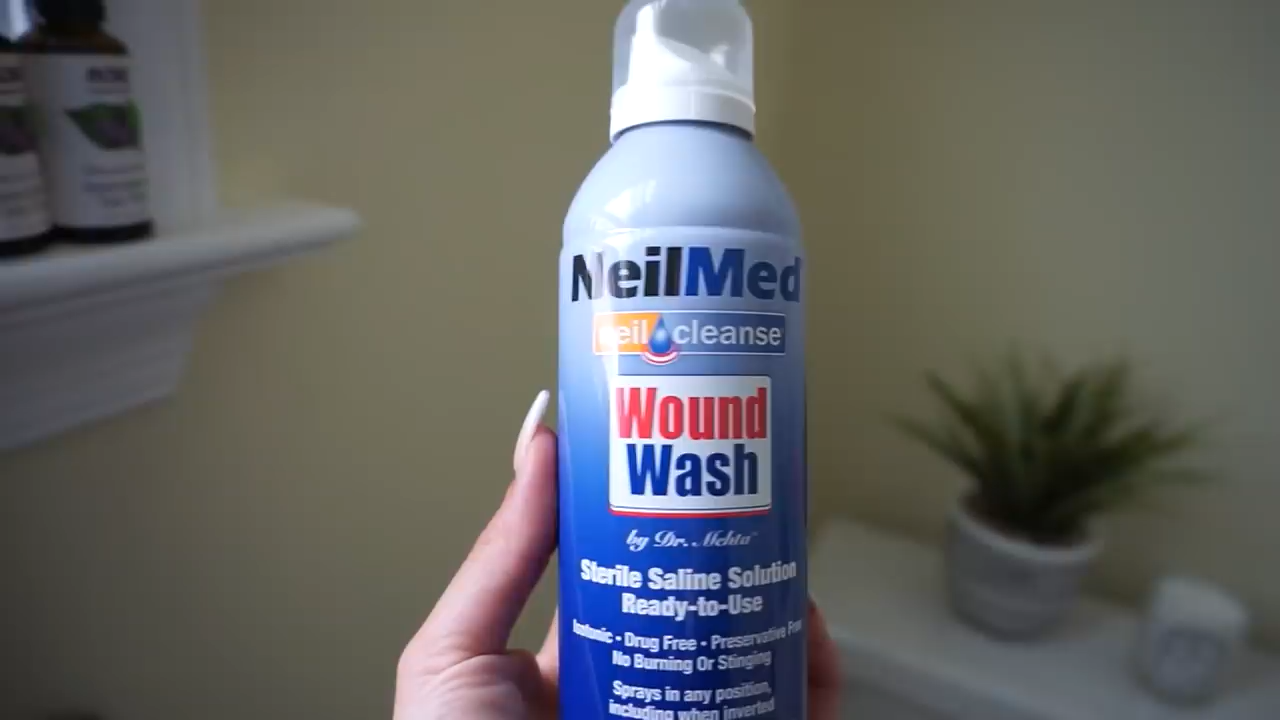 NeilMed
neil cleanse
Wound
Wash
by Dr. Mehta™
Sterile Saline Solution
Ready-to-Use
Isotonic • Drug Free • Preservative Free
No Burning Or Stinging
Sprays in any position,
including when inverted